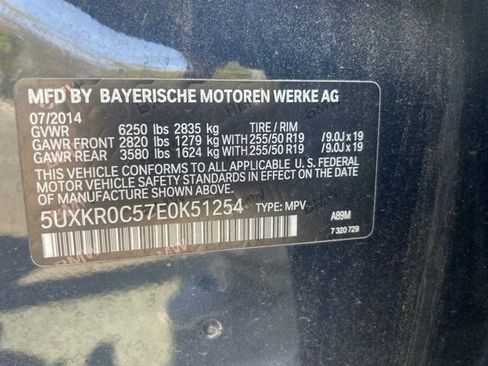 MFD BY BAYERISCHE MOTOREN WERKE AG
07/2014
GVWR 6250 lbs 2835 kg TIRE / RIM
GAWR FRONT 2820 lbs 1279 kg WITH 255/50 R19 /9.0J x 19
GAWR REAR 3580 lbs 1624 kg WITH 255/50 R19 /9.0J x 19
THIS VEHICLE CONFORMS TO ALL APPLICABLE U.S. FEDERAL
MOTOR VEHICLE SAFETY STANDARDS IN EFFECT
ON THE DATE OF MANUFACTURE SHOWN ABOVE.
5UXKR0C57E0K51254 TYPE: MPV A89M
7 320 729